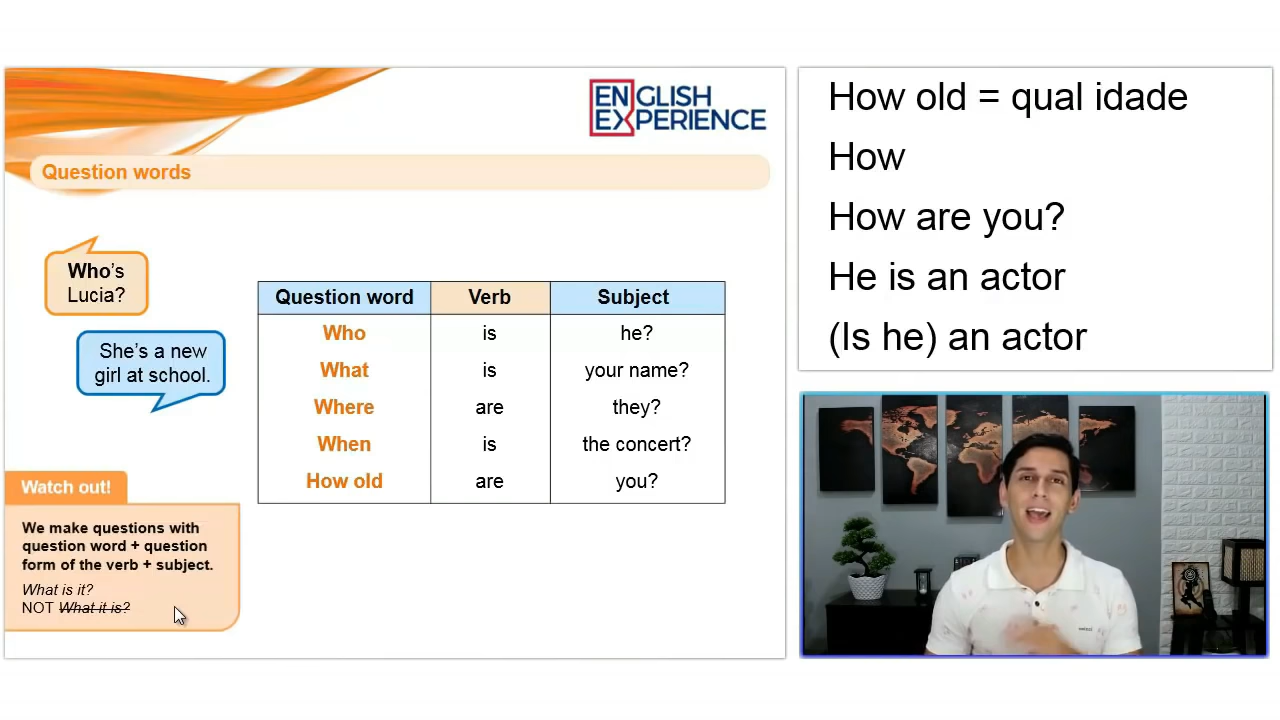 ENGLISH
EXPERIENCE
Question words
Who's
Lucia?
She's a new
girl at school.
Question word Verb Subject
Who is he?
What is your name?
Where are they?
When is the concert?
How old are you?
Watch out!
We make questions with
question word + question
form of the verb + subject.
What is it?
NOT What it is?
How old = qual idade
How
How are you?
He is an actor
(Is he) an actor